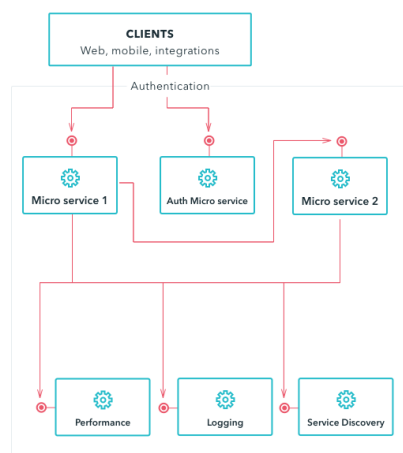 CLIENTS
Web, mobile, integrations
Authentication
Micro service 1
Auth Micro service
Micro service 2
Performance
Logging
Service Discovery